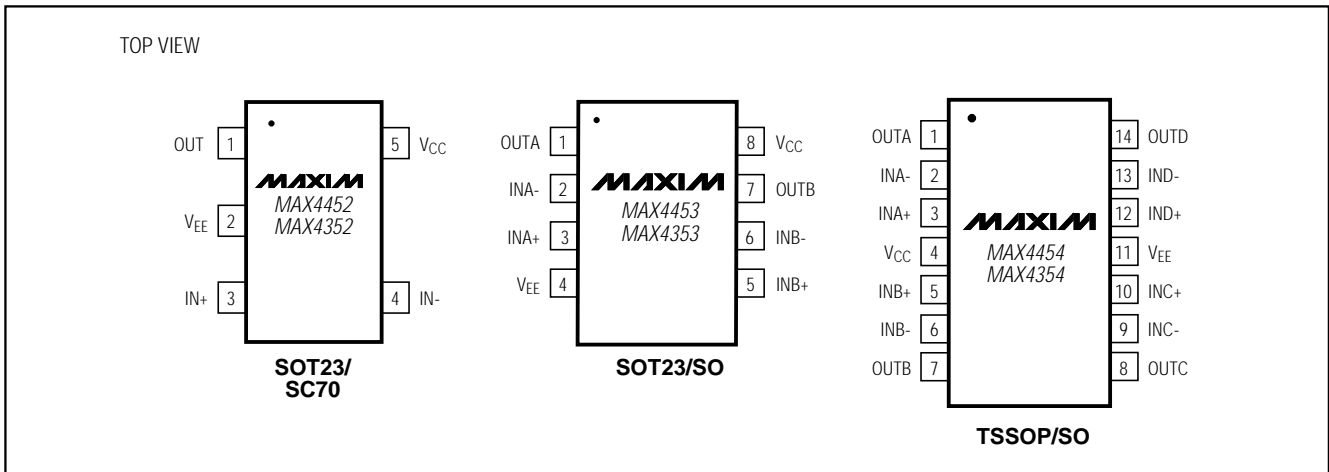 TOP VIEW
OUT 1
VEE 2
IN+ 3
5 VCC
4 IN-
MAXIM
MAX4452
MAX4352
SOT23/
SC70
OUTA 1
INA- 2
INA+ 3
VEE 4
8 VCC
7 OUTB
6 INB-
5 INB+
MAXIM
MAX4453
MAX4353
SOT23/SO
OUTA 1
INA- 2
INA+ 3
VCC 4
INB+ 5
INB- 6
OUTB 7
14 OUTD
13 IND-
12 IND+
11 VEE
10 INC+
9 INC-
8 OUTC
MAXIM
MAX4454
MAX4354
TSSOP/SO